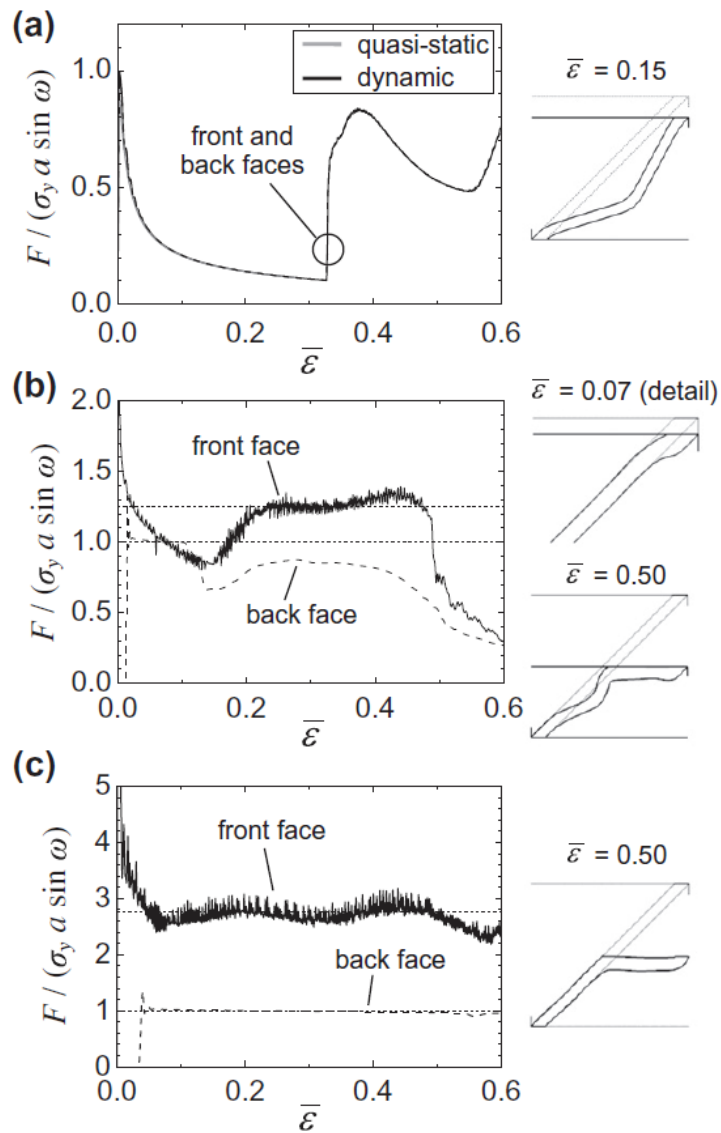 (a)
quasi-static
dynamic
front and
back faces
F / (σy a sin ω)
1.0
0.5
0.0
0.0 0.2 0.4 0.6
ε̅
ε̅ = 0.15
(b)
front face
back face
F / (σy a sin ω)
2.0
1.5
1.0
0.5
0.0
0.0 0.2 0.4 0.6
ε̅
ε̅ = 0.07 (detail)
ε̅ = 0.50
(c)
front face
back face
F / (σy a sin ω)
5
4
3
2
1
0
0.0 0.2 0.4 0.6
ε̅
ε̅ = 0.50